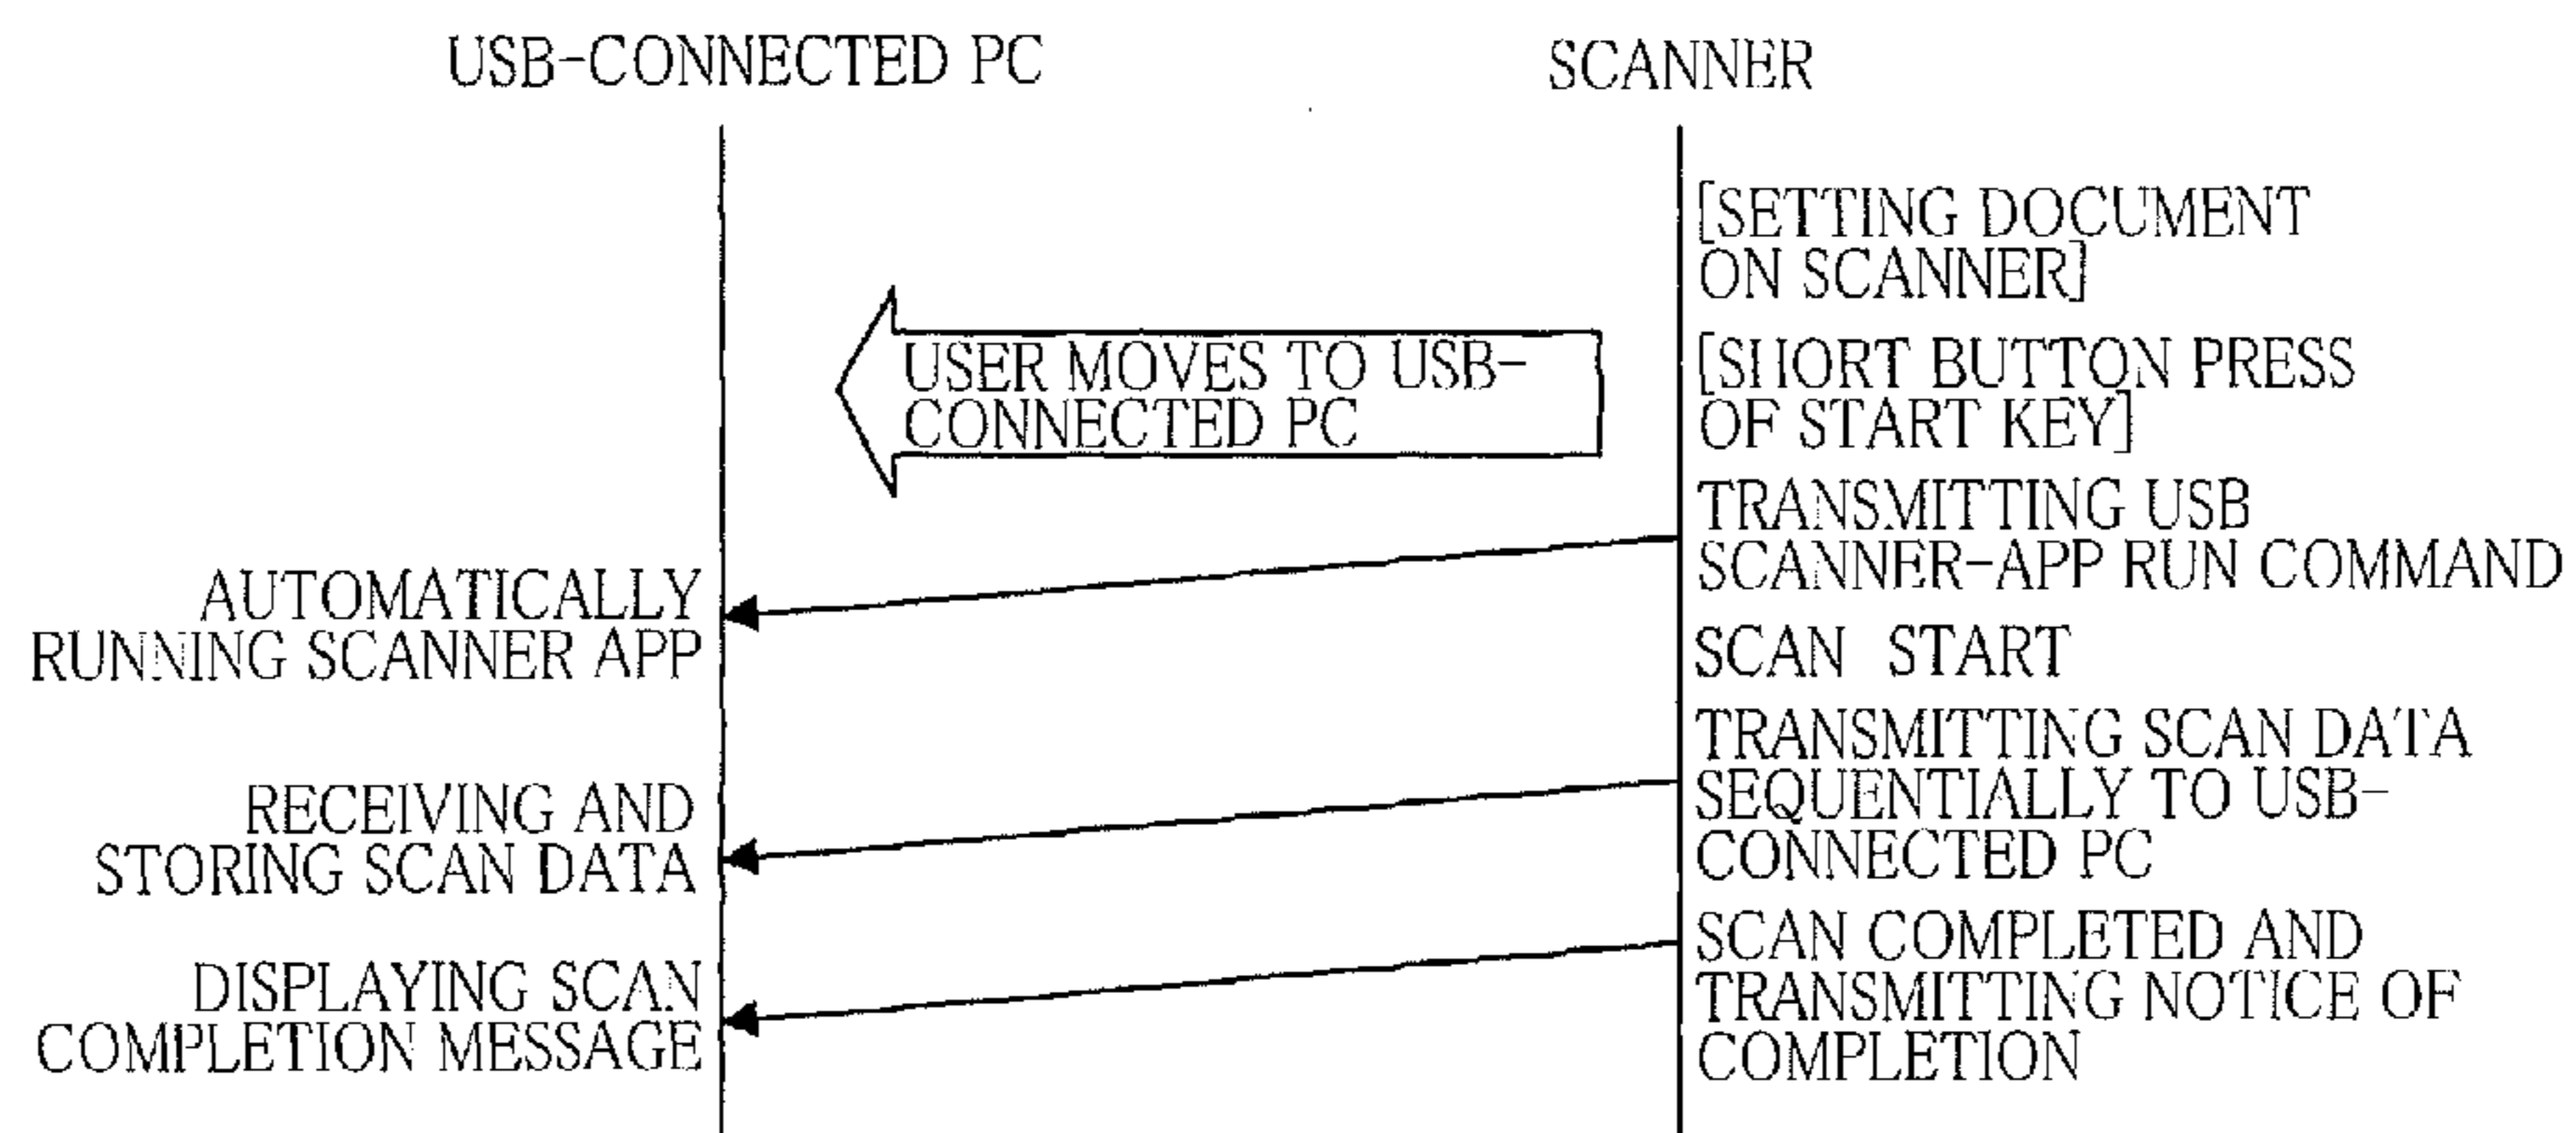 USB-CONNECTED PC
SCANNER
[SETTING DOCUMENT
ON SCANNER]
USER MOVES TO USB-
CONNECTED PC
[SHORT BUTTON PRESS
OF START KEY]
TRANSMITTING USB
SCANNER-APP RUN COMMAND
AUTOMATICALLY
RUNNING SCANNER APP
SCAN START
TRANSMITTING SCAN DATA
SEQUENTIALLY TO USB-
CONNECTED PC
RECEIVING AND
STORING SCAN DATA
SCAN COMPLETED AND
TRANSMITTING NOTICE OF
COMPLETION
DISPLAYING SCAN
COMPLETION MESSAGE